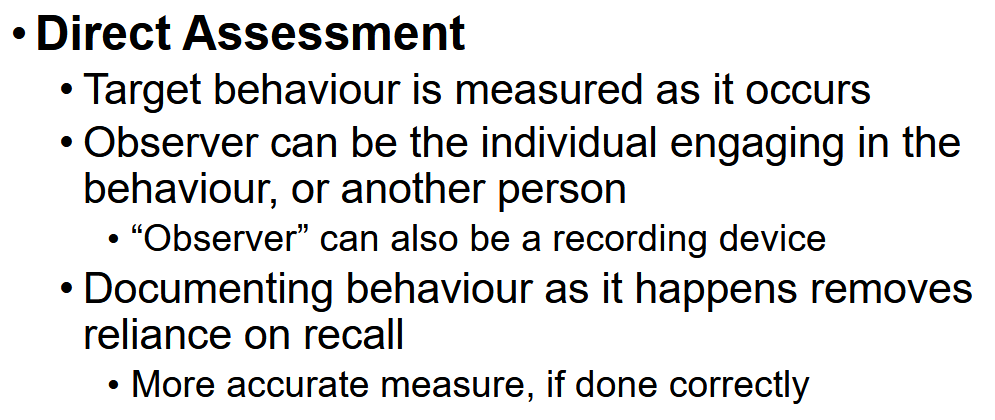 • Direct Assessment
• Target behaviour is measured as it occurs
• Observer can be the individual engaging in the
behaviour, or another person
• “Observer” can also be a recording device
• Documenting behaviour as it happens removes
reliance on recall
• More accurate measure, if done correctly